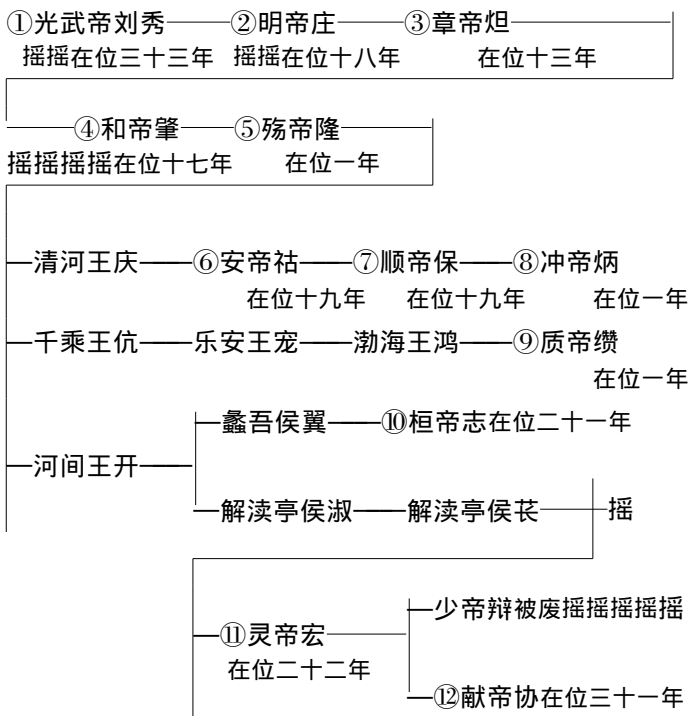 ①光武帝刘秀 ②明帝庄 ③章帝炟
摇摇在位三十三年 摇摇在位十八年 在位十三年
④和帝肇 ⑤殇帝隆
摇摇摇摇在位十七年 在位一年
清河王庆 ⑥安帝祜 ⑦顺帝保 ⑧冲帝炳
在位十九年 在位十九年 在位一年
千乘王伉 乐安王宠 渤海王鸿 ⑨质帝缵
在位一年
蠡吾侯翼 ⑩桓帝志在位二十一年
河间王开
解渎亭侯淑 解渎亭侯苌 摇
少帝辩被废摇摇摇摇摇
⑪灵帝宏
在位二十二年
⑫献帝协在位三十一年